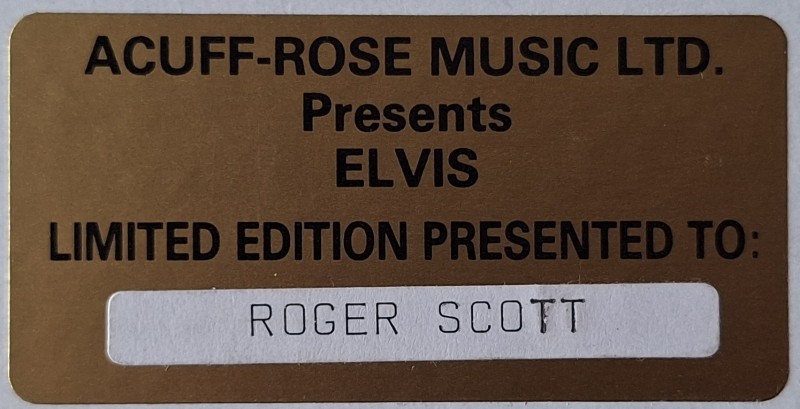 ACUFF-ROSE MUSIC LTD.
Presents
ELVIS
LIMITED EDITION PRESENTED TO:
ROGER SCOTT